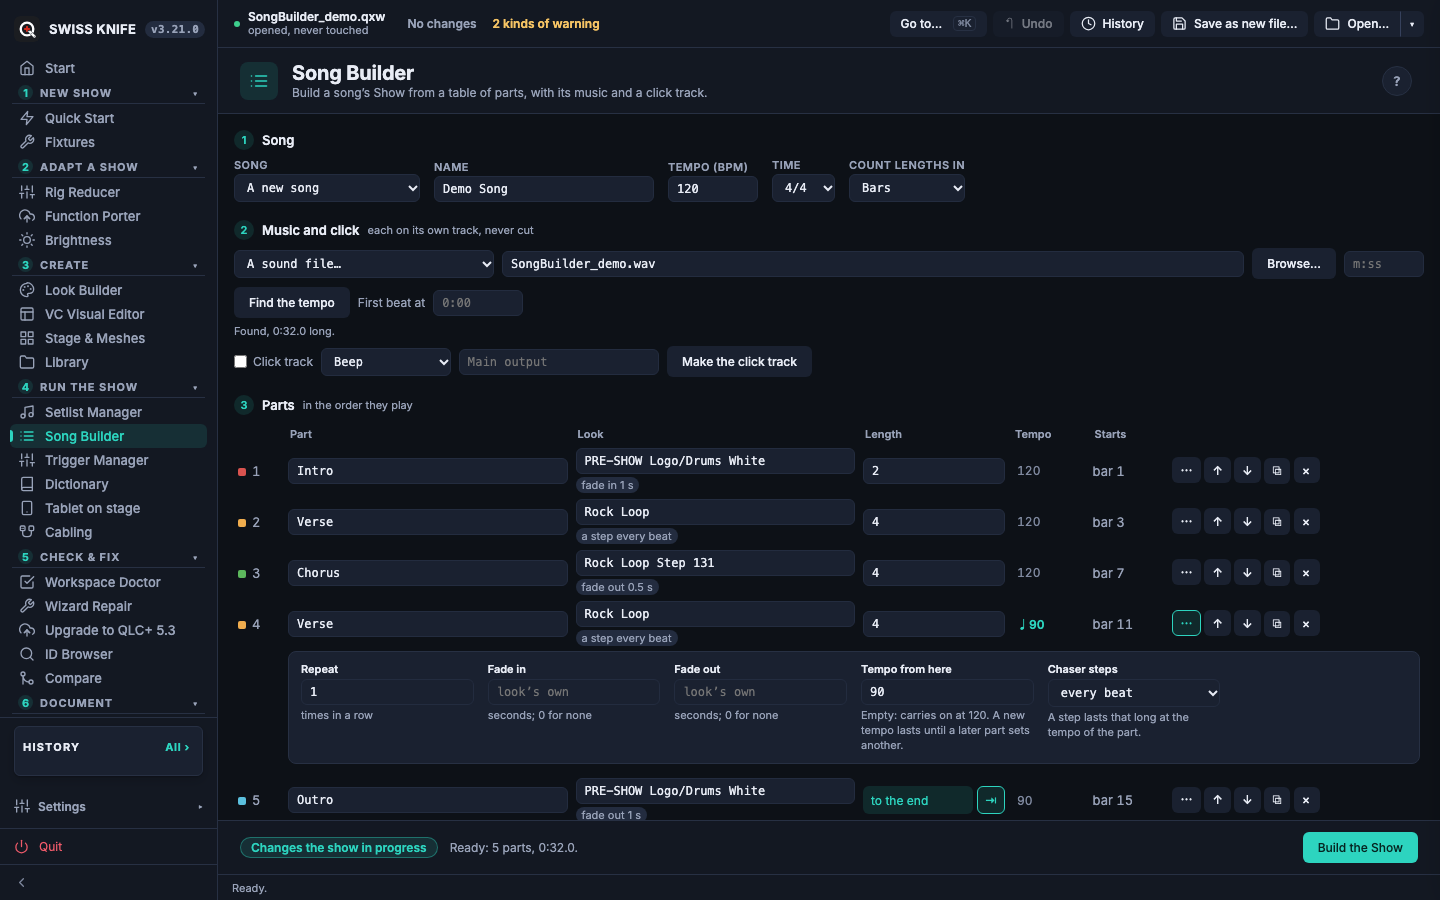 SWISS KNIFE v3.21.0
Start
1 NEW SHOW
Quick Start
Fixtures
2 ADAPT A SHOW
Rig Reducer
Function Porter
Brightness
3 CREATE
Look Builder
VC Visual Editor
Stage & Meshes
Library
4 RUN THE SHOW
Setlist Manager
Song Builder
Trigger Manager
Dictionary
Tablet on stage
Cabling
5 CHECK & FIX
Workspace Doctor
Wizard Repair
Upgrade to QLC+ 5.3
ID Browser
Compare
6 DOCUMENT
HISTORY All ›
Settings
Quit
SongBuilder_demo.qxw
opened, never touched
No changes
2 kinds of warning
Go to... ⌘K
Undo
History
Save as new file...
Open...
Song Builder
Build a song's Show from a table of parts, with its music and a click track.
?
1 Song
SONG NAME TEMPO (BPM) TIME COUNT LENGTHS IN
A new song Demo Song 120 4/4 Bars
2 Music and click each on its own track, never cut
A sound file… SongBuilder_demo.wav Browse... m:ss
Find the tempo First beat at 0:00
Found, 0:32.0 long.
Click track Beep Main output Make the click track
3 Parts in the order they play
Part Look Length Tempo Starts
1 Intro PRE-SHOW Logo/Drums White 2 120 bar 1
fade in 1 s
2 Verse Rock Loop 4 120 bar 3
a step every beat
3 Chorus Rock Loop Step 131 4 120 bar 7
fade out 0.5 s
4 Verse Rock Loop 4 ♩ 90 bar 11
a step every beat
Repeat Fade in Fade out Tempo from here Chaser steps
1 look's own look's own 90 every beat
times in a row seconds; 0 for none seconds; 0 for none
Empty: carries on at 120. A new
tempo lasts until a later part sets
another.
A step lasts that long at the
tempo of the part.
5 Outro PRE-SHOW Logo/Drums White to the end 90 bar 15
fade out 1 s
Changes the show in progress Ready: 5 parts, 0:32.0. Build the Show
Ready.